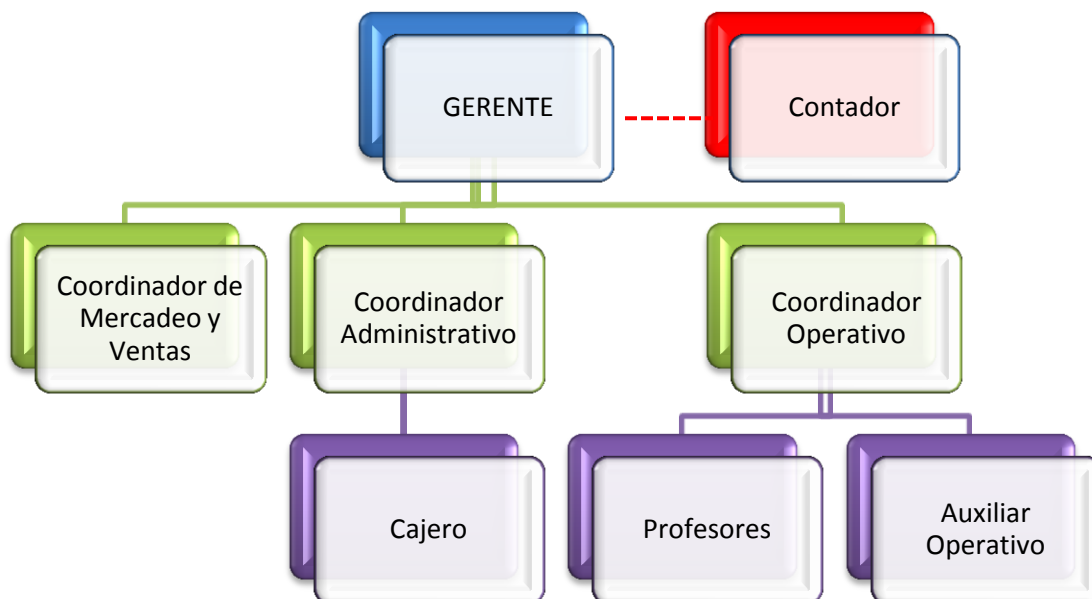 GERENTE
Contador
Coordinador de
Mercadeo y
Ventas
Coordinador
Administrativo
Coordinador
Operativo
Cajero
Profesores
Auxiliar
Operativo